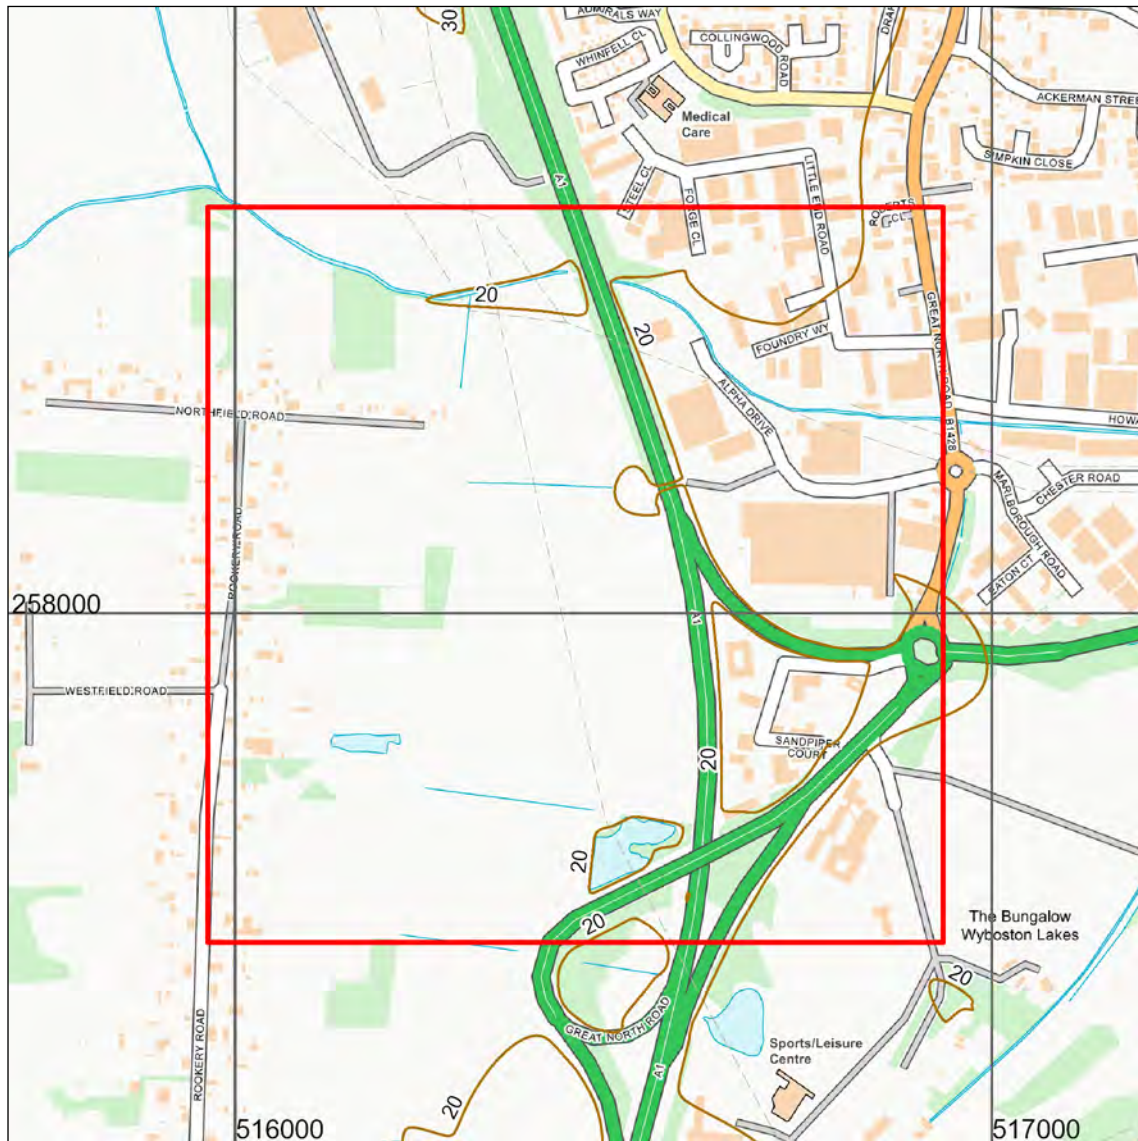 30
ADMIRALS WAY
COLLINGWOOD
ROAD
WHINFELL CL
ACKERMAN STREE
Medical
Care
SIMPKIN CLOSE
A1
STEEL CL
FORGE CL
LITTLE END ROAD
ROBERTS
CL
20
20
GREAT NORTH ROAD
B1428
FOUNDRY WY
ALPHA DRIVE
NORTHFIELD ROAD
HOWA
CHESTER ROAD
MARLBOROUGH ROAD
ROOKERY ROAD
EATON CT
258000
A1
WESTFIELD ROAD
SANDPIPER
COURT
20
20
20
The Bungalow
Wyboston Lakes
20
GREAT NORTH ROAD
Sports/Leisure
Centre
ROOKERY ROAD
A1
20
516000
517000